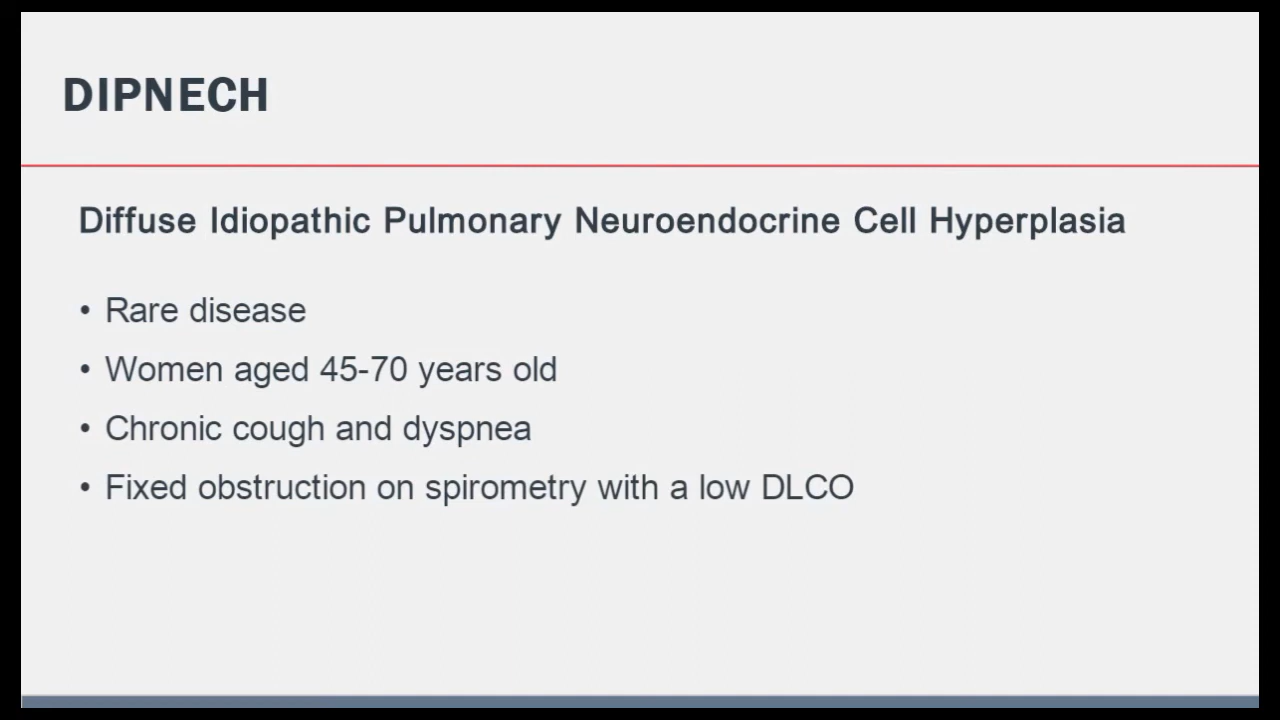 DIPNECH
Diffuse Idiopathic Pulmonary Neuroendocrine Cell Hyperplasia
• Rare disease
• Women aged 45-70 years old
• Chronic cough and dyspnea
• Fixed obstruction on spirometry with a low DLCO